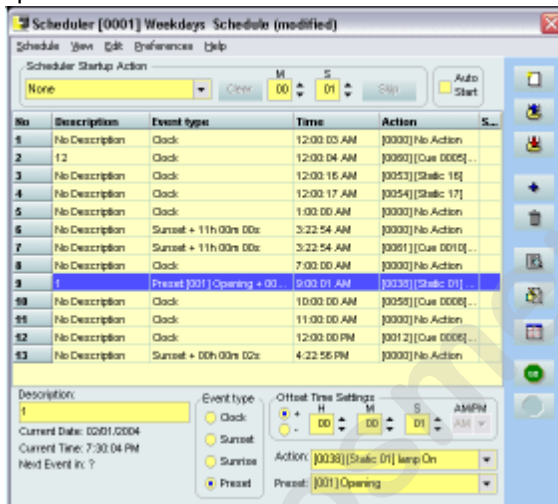 Scheduler [0001] Weekdays Schedule (modified)
Schedule View Edit Preferences Help
Scheduler Startup Action
None
Clear
M
00
S
01
Skip
Auto
Start
No Description Event type Time Action S...
1 No Description Clock 12:00:03 AM [0000] No Action
2 12 Clock 12:00:04 AM [0060] [Cue 0005]...
3 No Description Clock 12:00:16 AM [0053] [Static 16]
4 No Description Clock 12:00:17 AM [0054] [Static 17]
5 No Description Clock 1:00:00 AM [0000] No Action
6 No Description Sunset + 11h 00m 00s 3:22:54 AM [0000] No Action
7 No Description Sunset + 11h 00m 00s 3:22:54 AM [0061] [Cue 0010]...
8 No Description Clock 7:00:00 AM [0000] No Action
9 1 Preset [001] Opening + 00... 9:00:01 AM [0038] [Static 01]...
10 No Description Clock 10:00:00 AM [0058] [Cue 0008]...
11 No Description Clock 11:00:00 AM [0000] No Action
12 No Description Clock 12:00:00 PM [0012] [Cue 0006]...
13 No Description Sunset + 00h 00m 02s 4:22:56 PM [0000] No Action
Description:
1
Current Date: 02/01/2004
Current Time: 7:30:04 PM
Next Event in: ?
Event type
Clock
Sunset
Sunrise
Preset
Offset Time Settings
+
-
H M S AM/PM
00 00 01 AM
Action: [0038] [Static 01] lamp On
Preset: [001] Opening